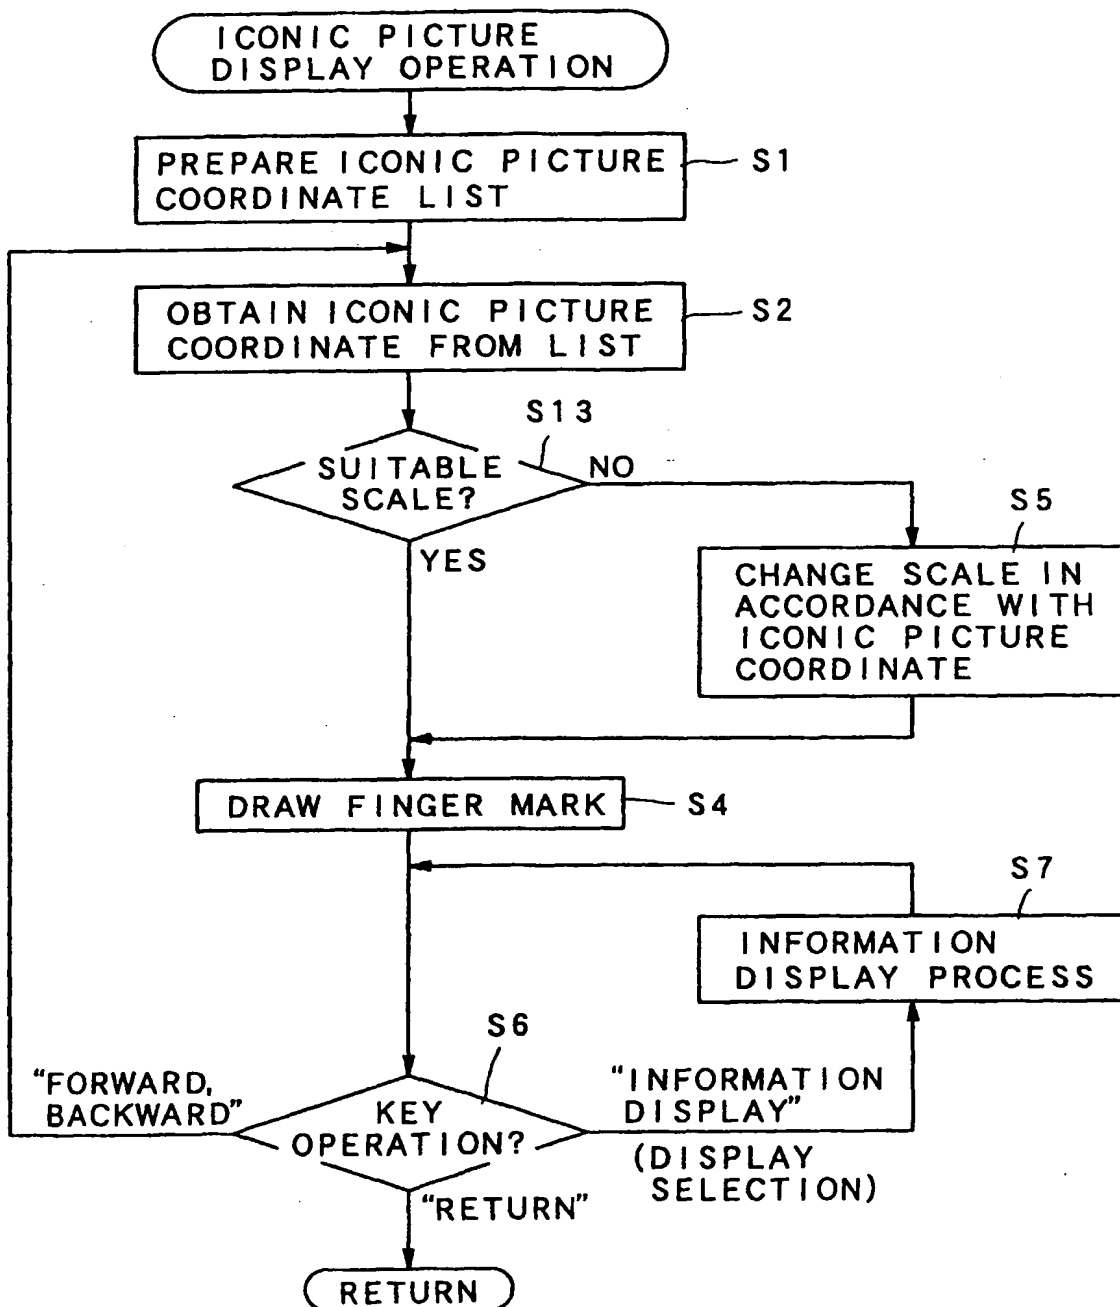 ICONIC PICTURE
DISPLAY OPERATION
PREPARE ICONIC PICTURE
COORDINATE LIST
S1
OBTAIN ICONIC PICTURE
COORDINATE FROM LIST
S2
S13
SUITABLE
SCALE?
NO
YES
S5
CHANGE SCALE IN
ACCORDANCE WITH
ICONIC PICTURE
COORDINATE
DRAW FINGER MARK
S4
S7
INFORMATION
DISPLAY PROCESS
S6
"FORWARD,
BACKWARD"
KEY
OPERATION?
"INFORMATION
DISPLAY"
(DISPLAY
SELECTION)
"RETURN"
RETURN